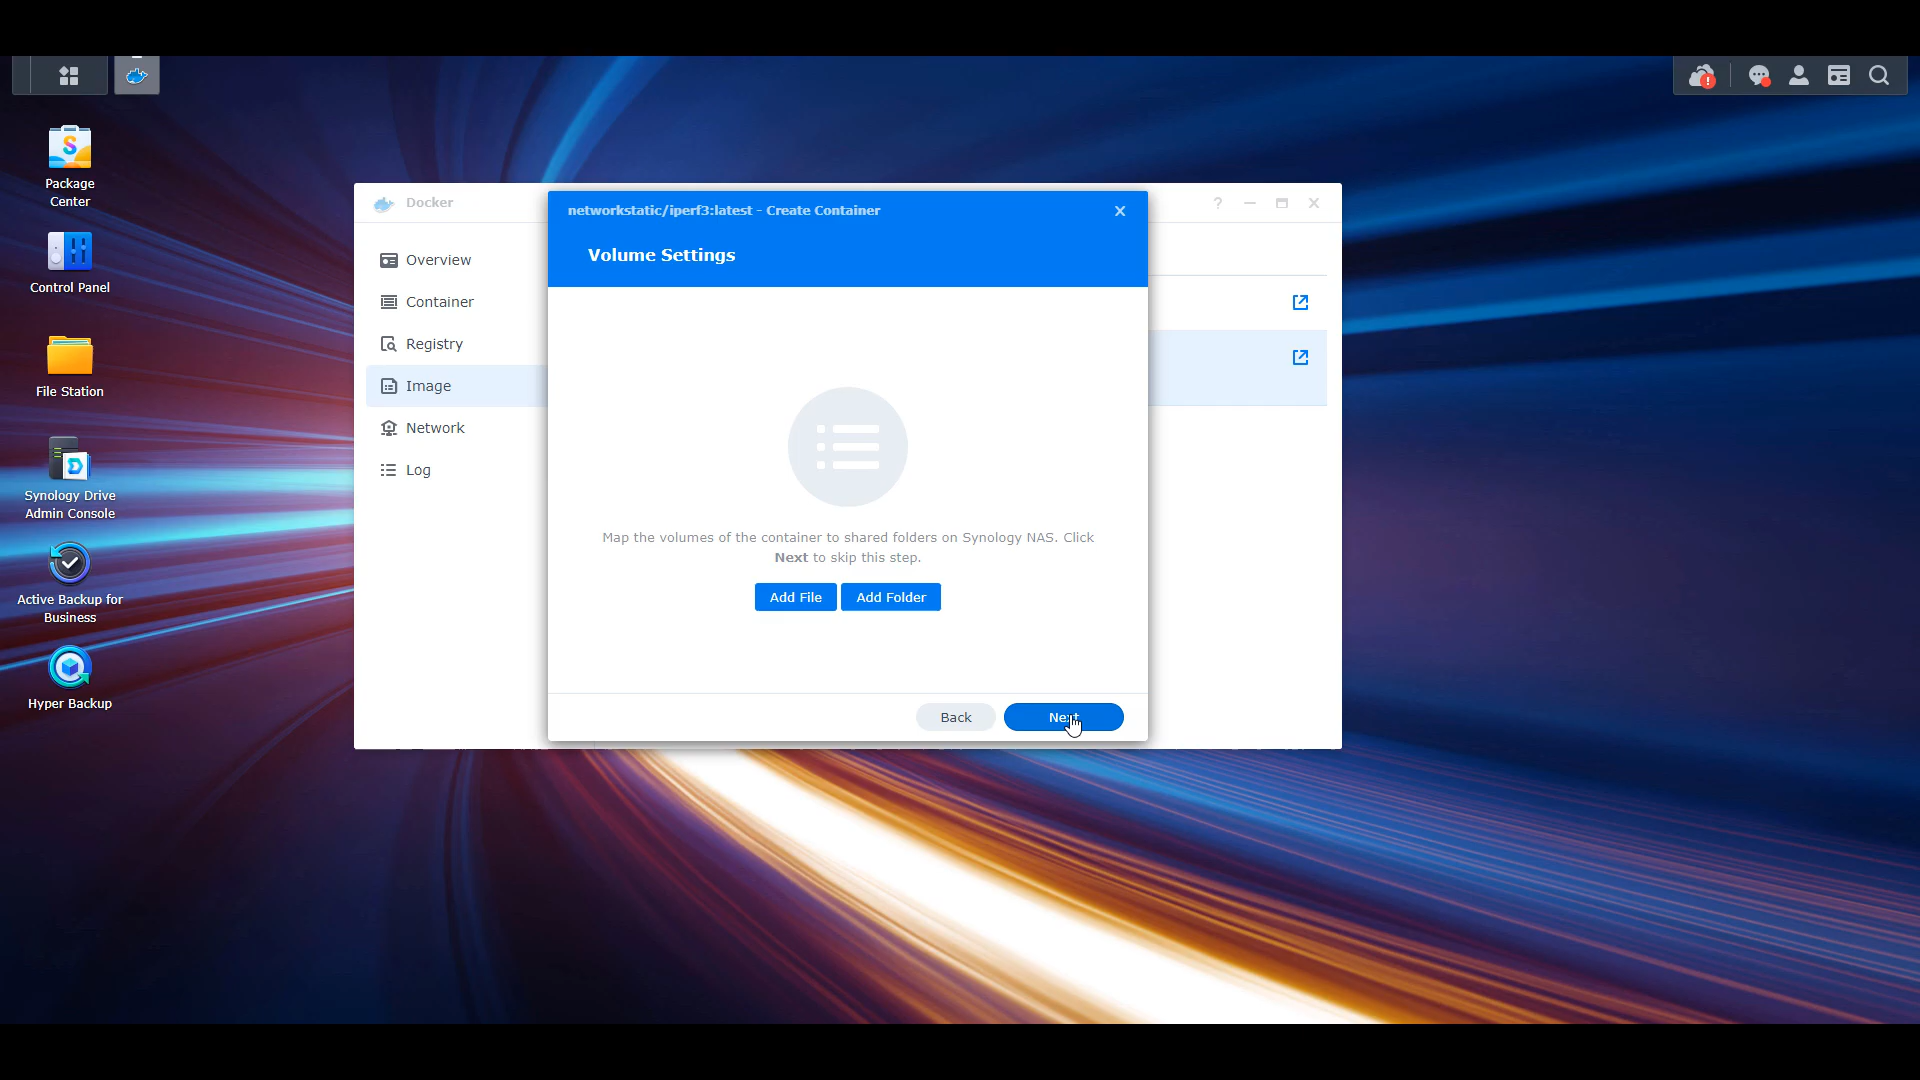 Package
Center
Control Panel
File Station
Synology Drive
Admin Console
Active Backup for
Business
Hyper Backup
Docker
?
Overview
Container
Registry
Image
Network
Log
networkstatic/iperf3:latest - Create Container
Volume Settings
Map the volumes of the container to shared folders on Synology NAS. Click
Next to skip this step.
Add File
Add Folder
Back
Next